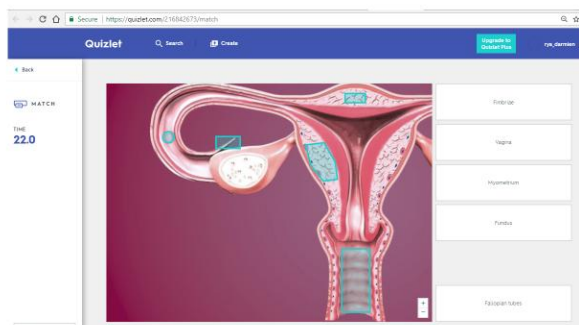 Secure | https://quizlet.com/216842673/match
Quizlet Search Create Upgrade to Quizlet Plus rya_darmien
Back
MATCH
TIME
22.0
Fimbriae
Vagina
Myometrium
Fundus
Fallopian tubes